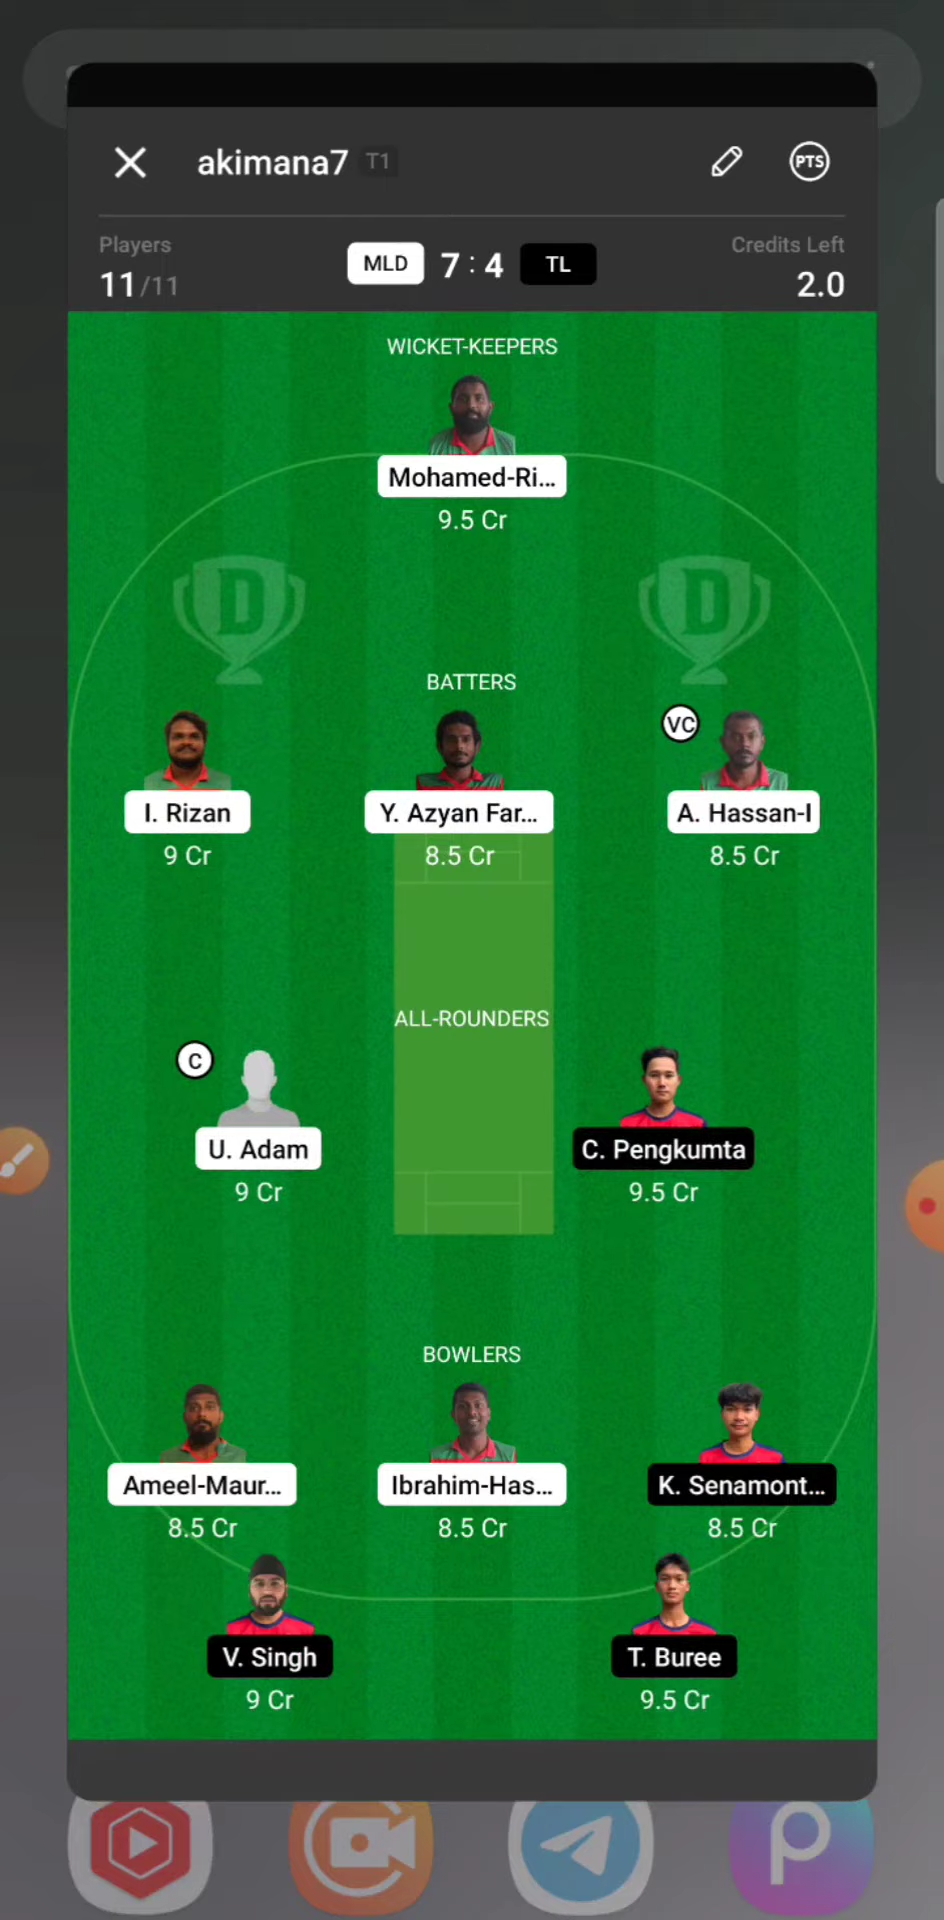 akimana7 T1
PTS
Players
11/11
MLD 7 : 4 TL
Credits Left
2.0
WICKET-KEEPERS
Mohamed-Ri...
9.5 Cr
D D
BATTERS
VC
I. Rizan Y. Azyan Far... A. Hassan-I
9 Cr 8.5 Cr 8.5 Cr
ALL-ROUNDERS
C
U. Adam C. Pengkumta
9 Cr 9.5 Cr
BOWLERS
Ameel-Maur... Ibrahim-Has... K. Senamont...
8.5 Cr 8.5 Cr 8.5 Cr
V. Singh T. Buree
9 Cr 9.5 Cr